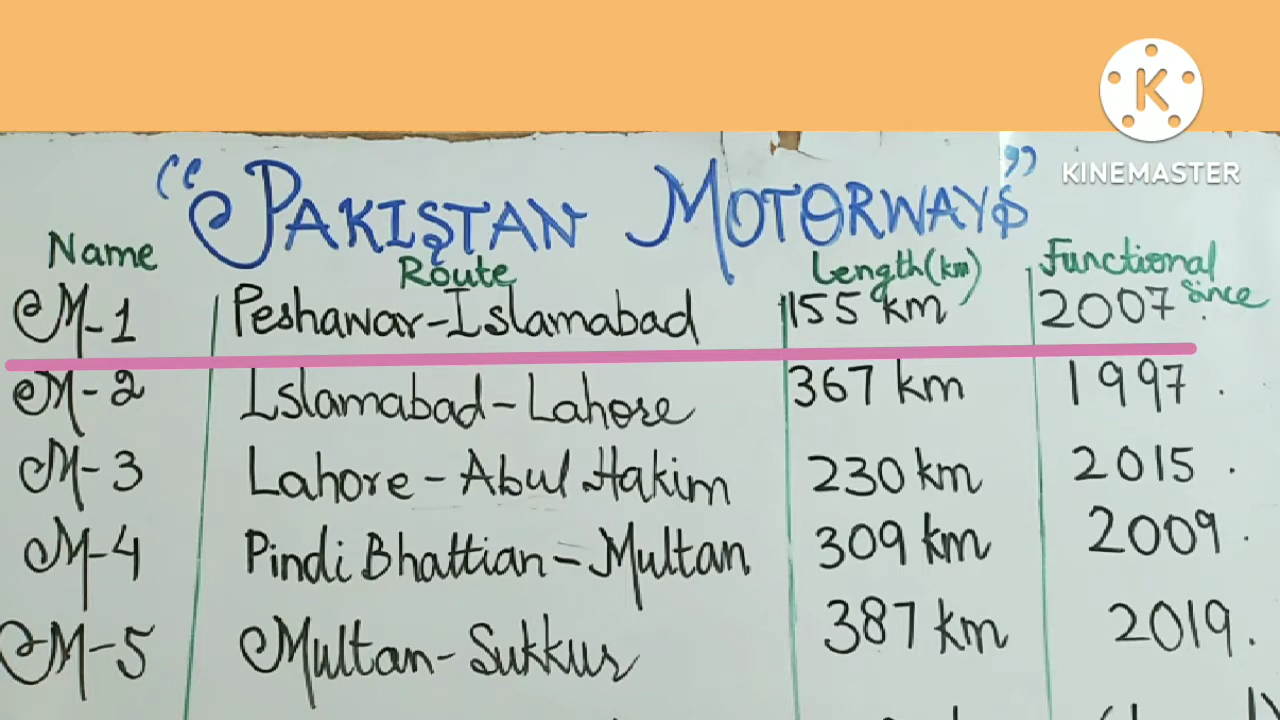 K
KINEMASTER
"PAKISTAN MOTORWAYS"
Name Route Length(km) Functional since
M-1 Peshawar-Islamabad 155 km 2007.
M-2 Islamabad-Lahore 367 km 1997.
M-3 Lahore-Abul Hakim 230 km 2015.
M-4 Pindi Bhattian-Multan 309 km 2009.
M-5 Multan-Sukkur 387 km 2019.